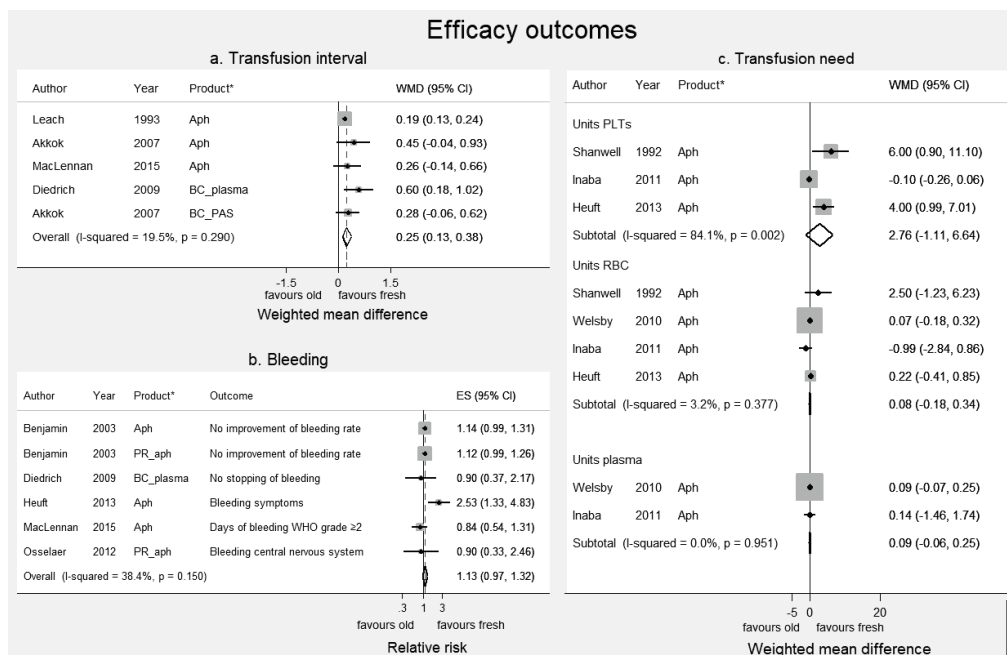 Efficacy outcomes
a. Transfusion interval
Author Year Product* WMD (95% CI)
Leach 1993 Aph 0.19 (0.13, 0.24)
Akkok 2007 Aph 0.45 (-0.04, 0.93)
MacLennan 2015 Aph 0.26 (-0.14, 0.66)
Diedrich 2009 BC_plasma 0.60 (0.18, 1.02)
Akkok 2007 BC_PAS 0.28 (-0.06, 0.62)
Overall (I-squared = 19.5%, p = 0.290) 0.25 (0.13, 0.38)
-1.5 0 1.5
favours old favours fresh
Weighted mean difference
b. Bleeding
Author Year Product* Outcome ES (95% CI)
Benjamin 2003 Aph No improvement of bleeding rate 1.14 (0.99, 1.31)
Benjamin 2003 PR_aph No improvement of bleeding rate 1.12 (0.99, 1.26)
Diedrich 2009 BC_plasma No stopping of bleeding 0.90 (0.37, 2.17)
Heuft 2013 Aph Bleeding symptoms 2.53 (1.33, 4.83)
MacLennan 2015 Aph Days of bleeding WHO grade ≥2 0.84 (0.54, 1.31)
Osselaer 2012 PR_aph Bleeding central nervous system 0.90 (0.33, 2.46)
Overall (I-squared = 38.4%, p = 0.150) 1.13 (0.97, 1.32)
.3 1 3
favours old favours fresh
Relative risk
c. Transfusion need
Author Year Product* WMD (95% CI)
Units PLTs
Shanwell 1992 Aph 6.00 (0.90, 11.10)
Inaba 2011 Aph -0.10 (-0.26, 0.06)
Heuft 2013 Aph 4.00 (0.99, 7.01)
Subtotal (I-squared = 84.1%, p = 0.002) 2.76 (-1.11, 6.64)
Units RBC
Shanwell 1992 Aph 2.50 (-1.23, 6.23)
Welsby 2010 Aph 0.07 (-0.18, 0.32)
Inaba 2011 Aph -0.99 (-2.84, 0.86)
Heuft 2013 Aph 0.22 (-0.41, 0.85)
Subtotal (I-squared = 3.2%, p = 0.377) 0.08 (-0.18, 0.34)
Units plasma
Welsby 2010 Aph 0.09 (-0.07, 0.25)
Inaba 2011 Aph 0.14 (-1.46, 1.74)
Subtotal (I-squared = 0.0%, p = 0.951) 0.09 (-0.06, 0.25)
-5 0 20
favours old favours fresh
Weighted mean difference